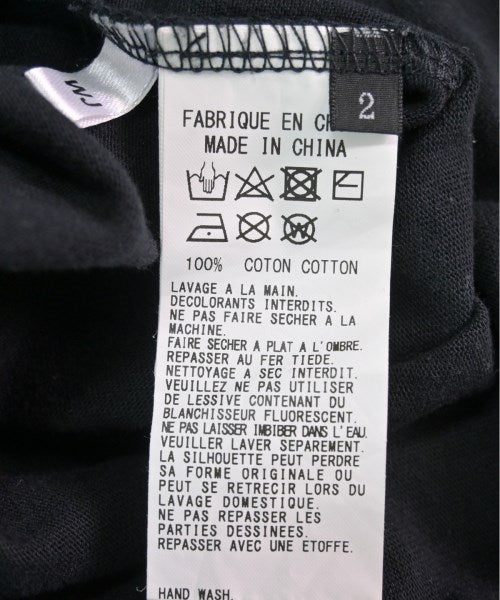 2
FABRIQUE EN
MADE IN CHINA
W
100% COTON COTTON
LAVAGE A LA MAIN.
DECOLORANTS INTERDITS.
NE PAS FAIRE SECHER A LA
MACHINE.
FAIRE SECHER A PLAT A L'OMBRE.
REPASSER AU FER TIEDE.
NETTOYAGE A SEC INTERDIT.
VEUILLEZ NE PAS UTILISER
DE LESSIVE CONTENANT DU
BLANCHISSEUR FLUORESCENT.
NE PAS LAISSER IMBIBER DANS L'EAU.
VEUILLER LAVER SEPAREMENT.
LA SILHOUETTE PEUT PERDRE
SA FORME ORIGINALE OU
PEUT SE RETRECIR LORS DU
LAVAGE DOMESTIQUE.
NE PAS REPASSER LES
PARTIES DESSINEES.
REPASSER AVEC UNE ETOFFE.
HAND WASH.